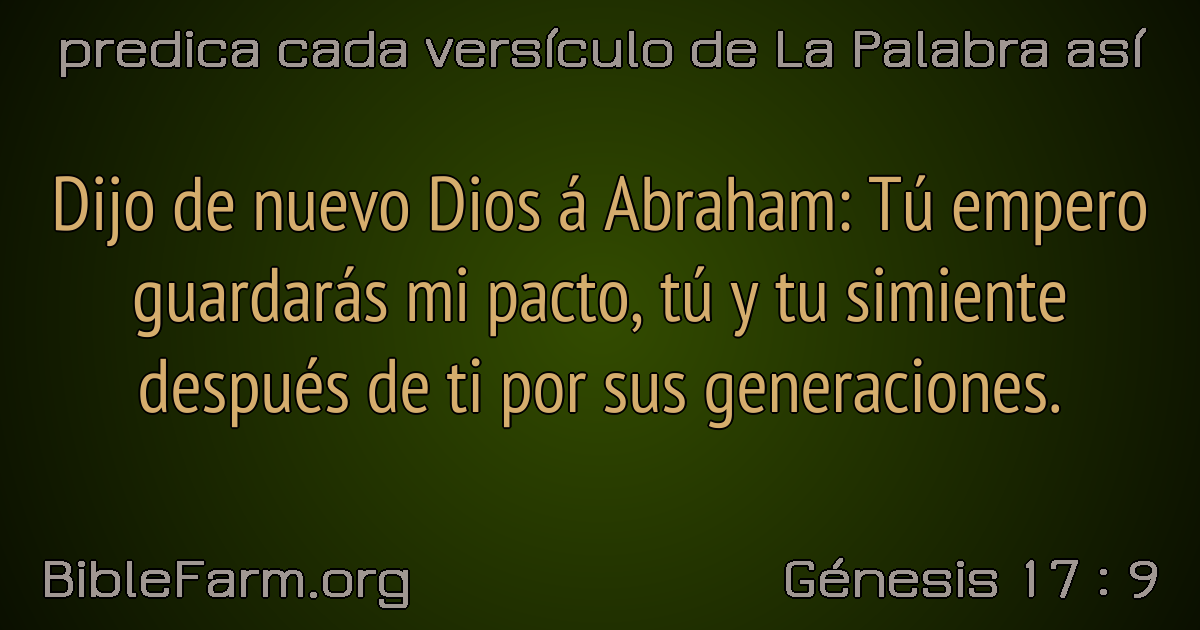 predica cada versículo de La Palabra así
Dijo de nuevo Dios á Abraham: Tú empero
guardarás mi pacto, tú y tu simiente
después de ti por sus generaciones.
BibleFarm.org
Génesis 17 : 9